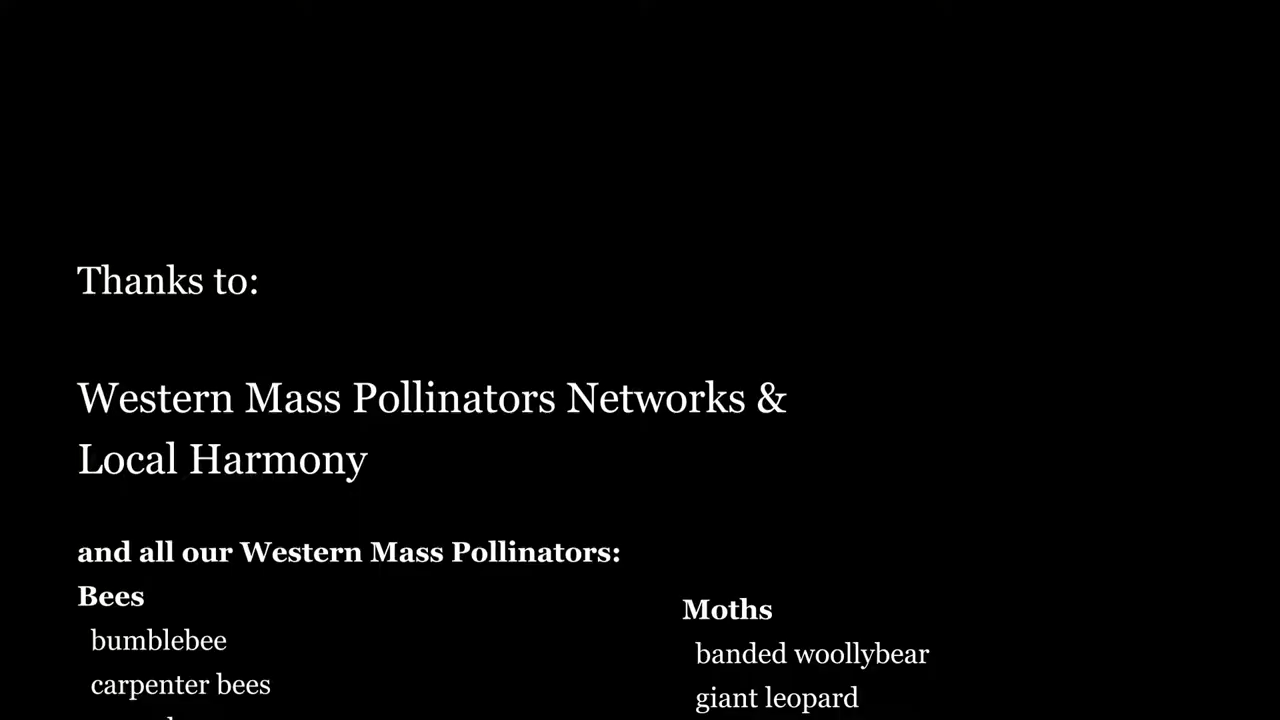 Thanks to:
Western Mass Pollinators Networks &
Local Harmony
and all our Western Mass Pollinators:
Bees
bumblebee
carpenter bees
Moths
banded woollybear
giant leopard